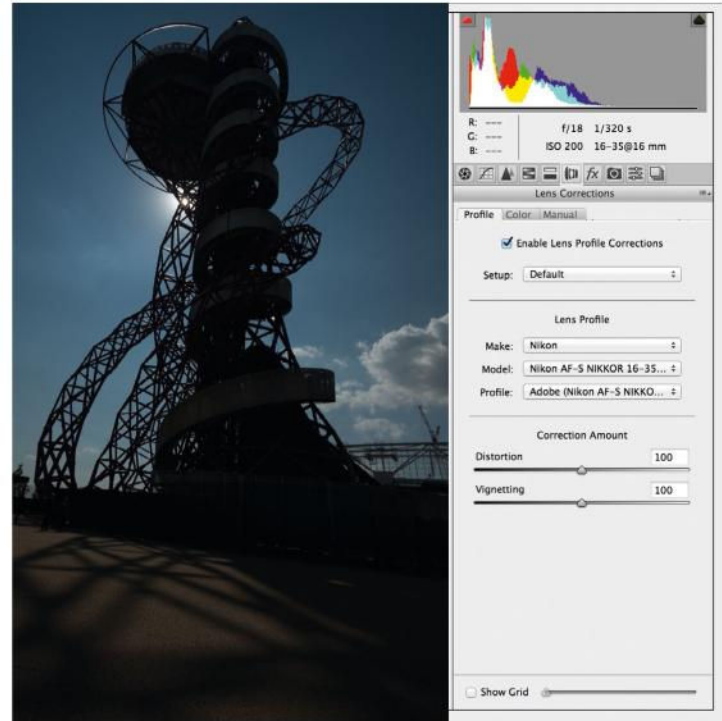 R: ---
G: ---
B: ---
f/18 1/320 s
ISO 200 16-35@16 mm
fx
Lens Corrections
Profile Color Manual
Enable Lens Profile Corrections
Setup: Default
Lens Profile
Make: Nikon
Model: Nikon AF-S NIKKOR 16-35...
Profile: Adobe (Nikon AF-S NIKKO...
Correction Amount
Distortion 100
Vignetting 100
Show Grid